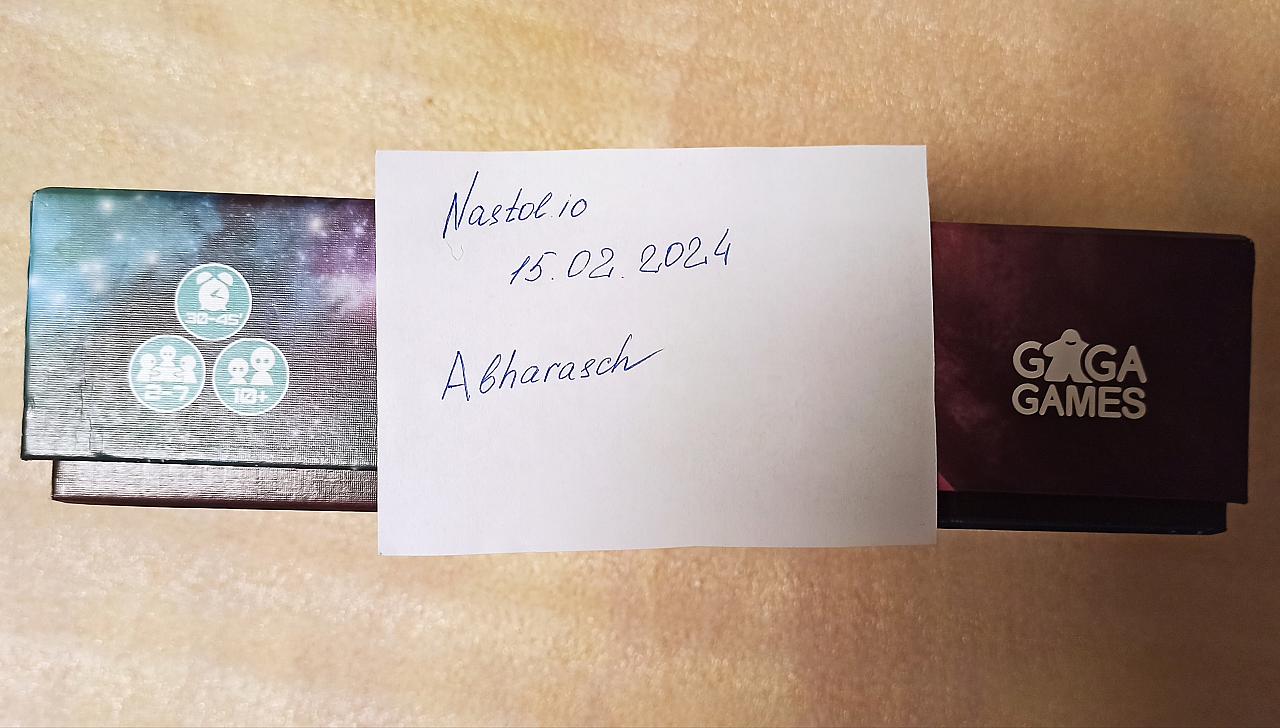 Nastol.io
15.02.2024
Abharasch
30-45'
2-7
10+
GAGA
GAMES